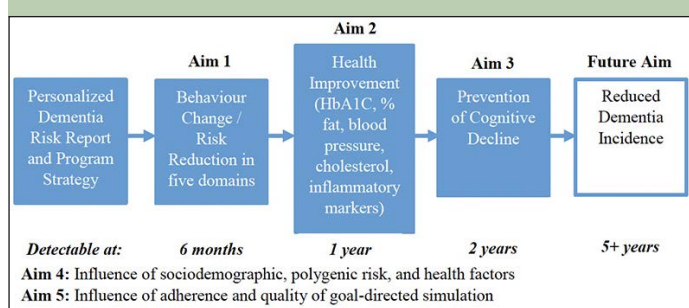 Aim 1
Aim 2
Aim 3
Future Aim
Personalized
Dementia
Risk Report
and Program
Strategy
Behaviour
Change /
Risk
Reduction in
five domains
Health
Improvement
(HbA1C, %
fat, blood
pressure,
cholesterol,
inflammatory
markers)
Prevention
of Cognitive
Decline
Reduced
Dementia
Incidence
Detectable at: 6 months 1 year 2 years 5+ years
Aim 4: Influence of sociodemographic, polygenic risk, and health factors
Aim 5: Influence of adherence and quality of goal-directed simulation